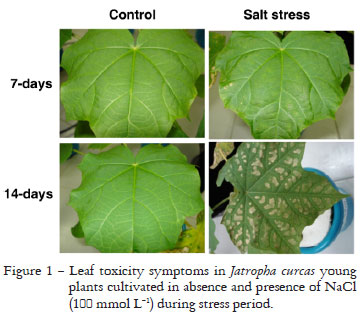 Control Salt stress
7-days
14-days
Figure 1 – Leaf toxicity symptoms in Jatropha curcas young
plants cultivated in absence and presence of NaCl
(100 mmol L⁻¹) during stress period.